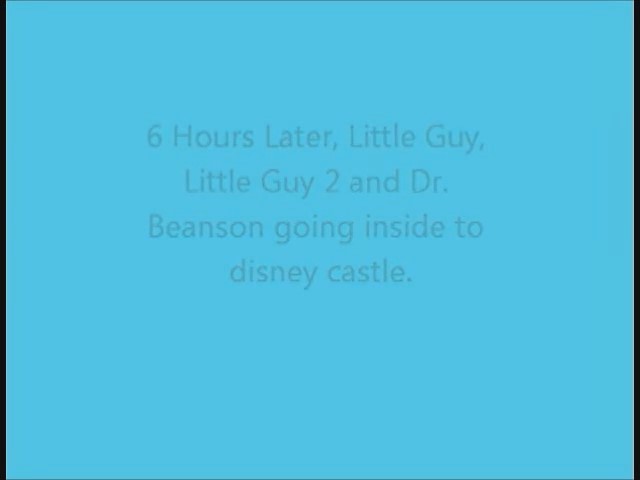 6 Hours Later, Little Guy,
Little Guy 2 and Dr.
Beanson going inside to
disney castle.